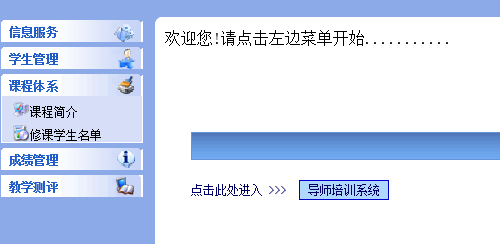 信息服务
学生管理
课程体系
课程简介
修课学生名单
成绩管理
教学测评
欢迎您!请点击左边菜单开始...........
点击此处进入 >>> 导师培训系统